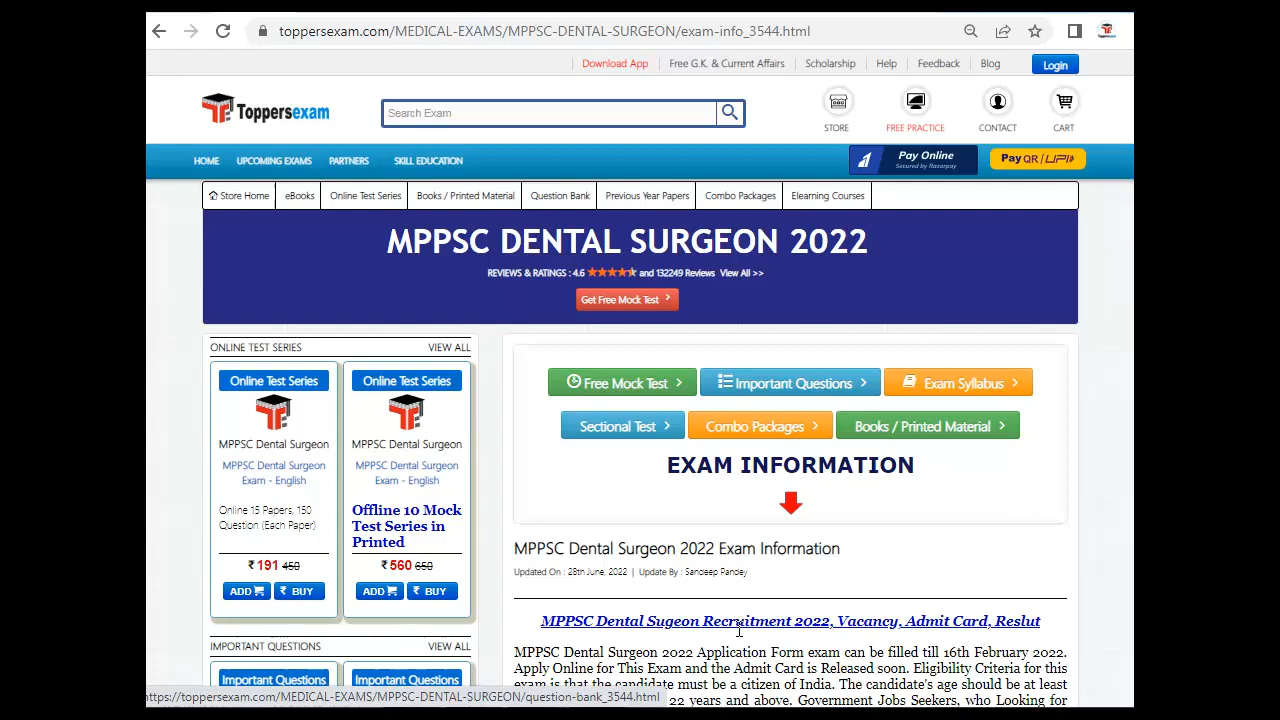 toppersexam.com/MEDICAL-EXAMS/MPPSC-DENTAL-SURGEON/exam-info_3544.html
Download App | Free G.K. & Current Affairs | Scholarship | Help | Feedback | Blog Login
Toppersexam
Search Exam
STORE FREE PRACTICE CONTACT CART
HOME UPCOMING EXAMS PARTNERS SKILL EDUCATION
Pay Online
Secured by Razorpay
Pay QR / UPI
Store Home eBooks Online Test Series Books / Printed Material Question Bank Previous Year Papers Combo Packages Elearning Courses
MPPSC DENTAL SURGEON 2022
REVIEWS & RATINGS : 4.6 and 132249 Reviews View All >>
Get Free Mock Test
ONLINE TEST SERIES VIEW ALL
Online Test Series
MPPSC Dental Surgeon
MPPSC Dental Surgeon
Exam - English
Online 15 Papers, 150
Question (Each Paper)
₹ 191 450
ADD ₹ BUY
Online Test Series
MPPSC Dental Surgeon
MPPSC Dental Surgeon
Exam - English
Offline 10 Mock
Test Series in
Printed
₹ 560 650
ADD ₹ BUY
IMPORTANT QUESTIONS VIEW ALL
Important Questions Important Questions
Free Mock Test Important Questions Exam Syllabus
Sectional Test Combo Packages Books / Printed Material
EXAM INFORMATION
MPPSC Dental Surgeon 2022 Exam Information
Updated On : 28th June, 2022 | Update By : Sandeep Pandey
MPPSC Dental Sugeon Recruitment 2022, Vacancy, Admit Card, Reslut
MPPSC Dental Surgeon 2022 Application Form exam can be filled till 16th February 2022.
Apply Online for This Exam and the Admit Card is Released soon. Eligibility Criteria for this
exam is that the candidate must be a citizen of India. The candidate's age should be at least
22 years and above. Government Jobs Seekers, who Looking for
https://toppersexam.com/MEDICAL-EXAMS/MPPSC-DENTAL-SURGEON/question-bank_3544.html